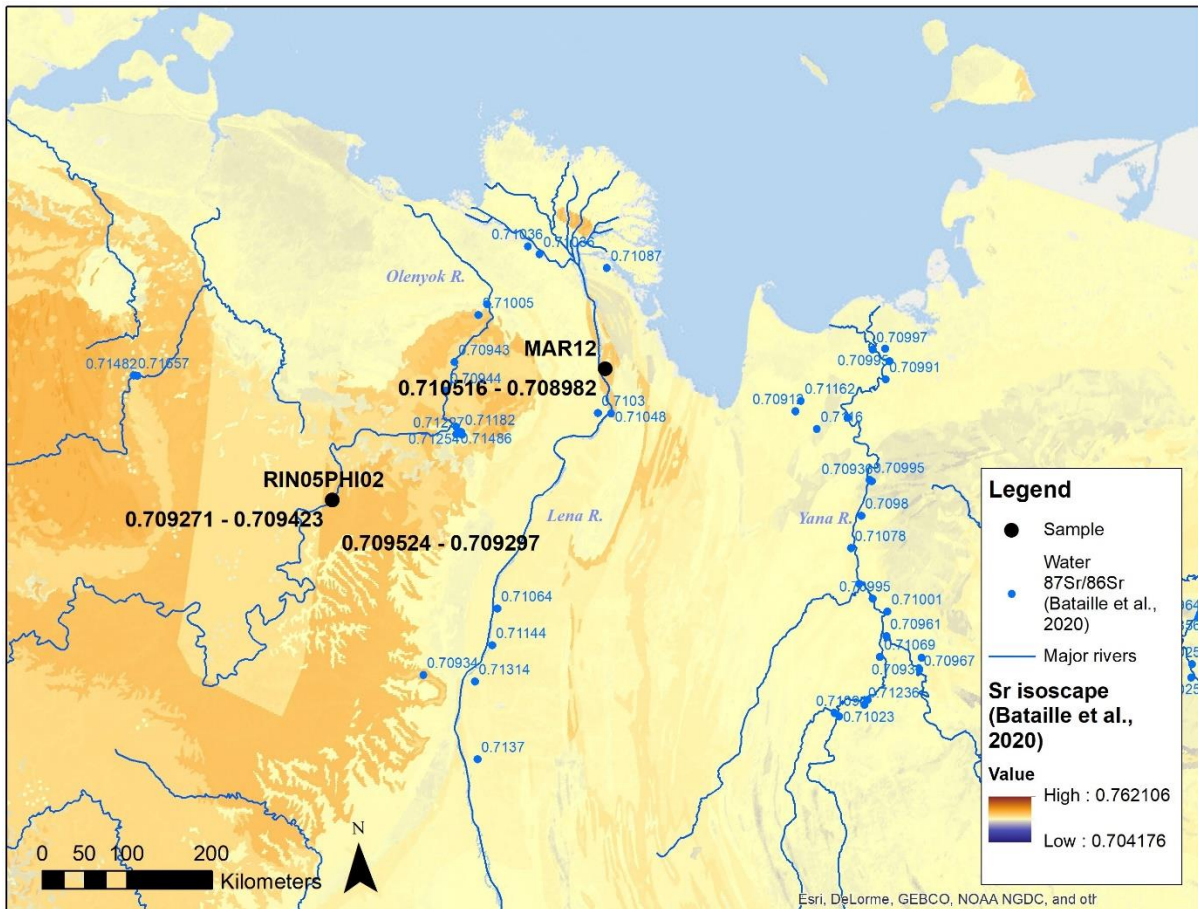 0.71036
0.71087
Olenyok R.
0.71005
MAR12
0.70997
0.70943
0.70991
0.714820.71557
0.70944
0.710516 - 0.708982
0.7103
0.71048
0.71162
0.70912
0.71182
0.71486
RIN05PHI02
0.70995
0.709271 - 0.709423
0.7098
Lena R.
Yana R.
0.709524 - 0.709297
0.71078
0.71064
0.71001
0.70961
0.71144
0.71069
0.70934
0.70967
0.71314
0.71236
0.71023
0.7137
Legend
Sample
Water
87Sr/86Sr
(Bataille et al.,
2020)
Major rivers
Sr isoscape
(Bataille et al.,
2020)
Value
High : 0.762106
Low : 0.704176
N
0 50 100 200
Kilometers
Esri, DeLorme, GEBCO, NOAA NGDC, and oth